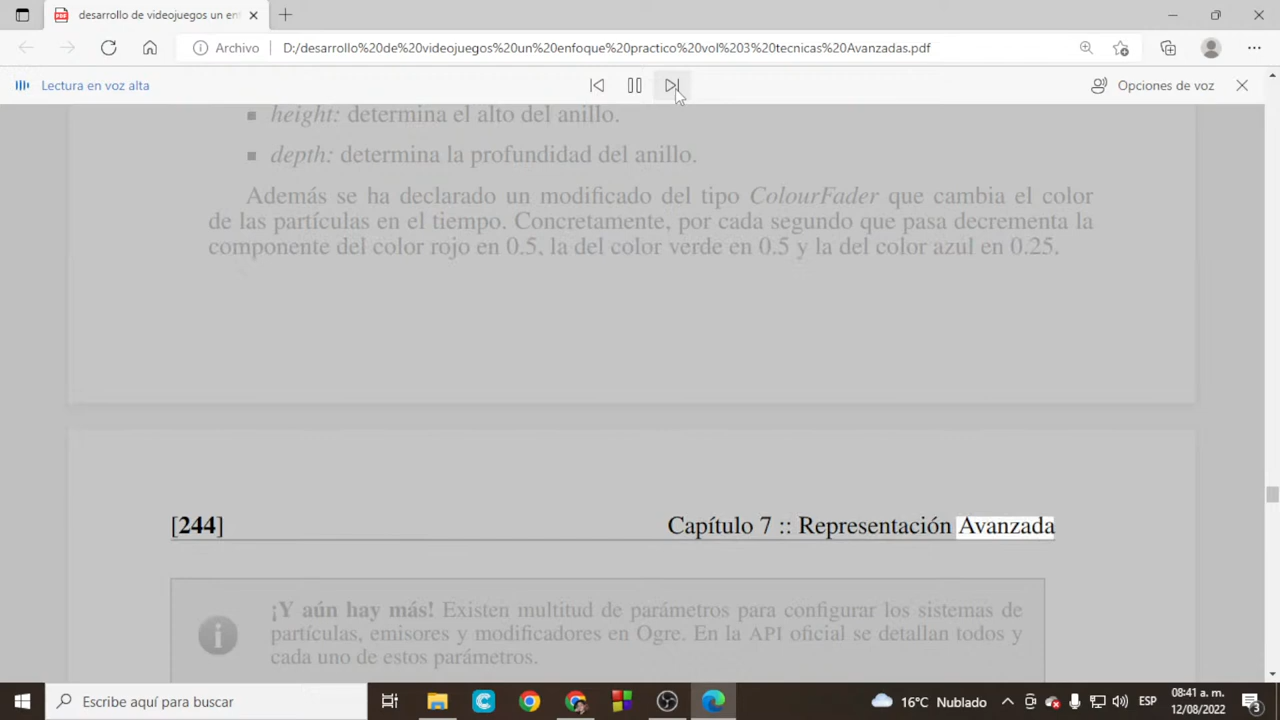 desarrollo de videojuegos un en
Archivo
D:/desarrollo%20de%20videojuegos%20un%20enfoque%20practico%20vol%203%20tecnicas%20Avanzadas.pdf
Lectura en voz alta
Opciones de voz
height: determina el alto del anillo.
depth: determina la profundidad del anillo.
Además se ha declarado un modificado del tipo ColourFader que cambia el color
de las partículas en el tiempo. Concretamente, por cada segundo que pasa decrementa la
componente del color rojo en 0.5, la del color verde en 0.5 y la del color azul en 0.25.
[244]
Capítulo 7 :: Representación Avanzada
¡Y aún hay más! Existen multitud de parámetros para configurar los sistemas de
partículas, emisores y modificadores en Ogre. En la API oficial se detallan todos y
cada uno de estos parámetros.
Escribe aquí para buscar
16°C Nublado
ESP
08:41 a. m.
12/08/2022
3